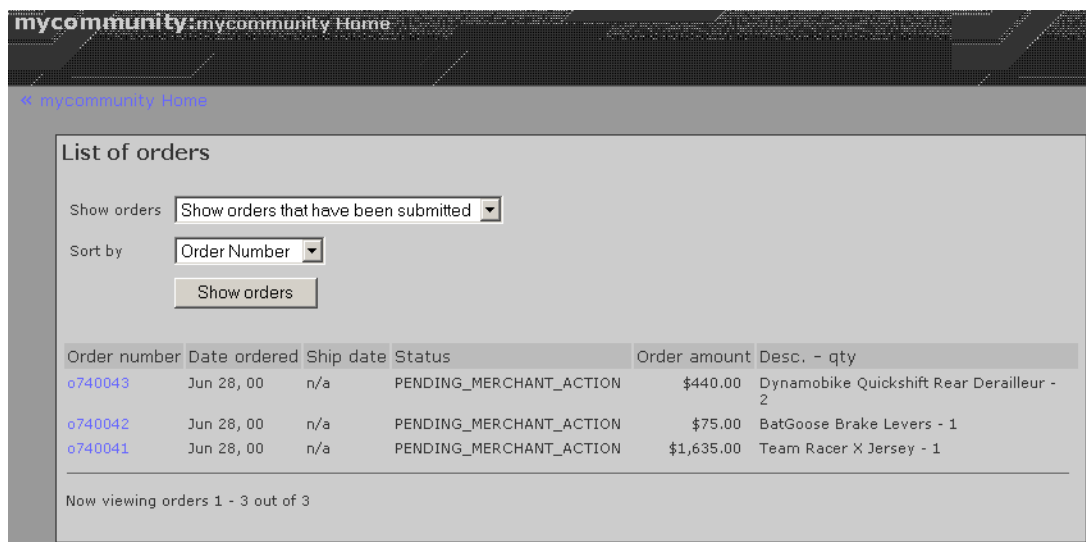 mycommunity:mycommunity Home
« mycommunity Home
List of orders
Show orders Show orders that have been submitted
Sort by Order Number
Show orders
Order number Date ordered Ship date Status Order amount Desc. - qty
o740043 Jun 28, 00 n/a PENDING_MERCHANT_ACTION $440.00 Dynamobike Quickshift Rear Derailleur -
2
o740042 Jun 28, 00 n/a PENDING_MERCHANT_ACTION $75.00 BatGoose Brake Levers - 1
o740041 Jun 28, 00 n/a PENDING_MERCHANT_ACTION $1,635.00 Team Racer X Jersey - 1
Now viewing orders 1 - 3 out of 3